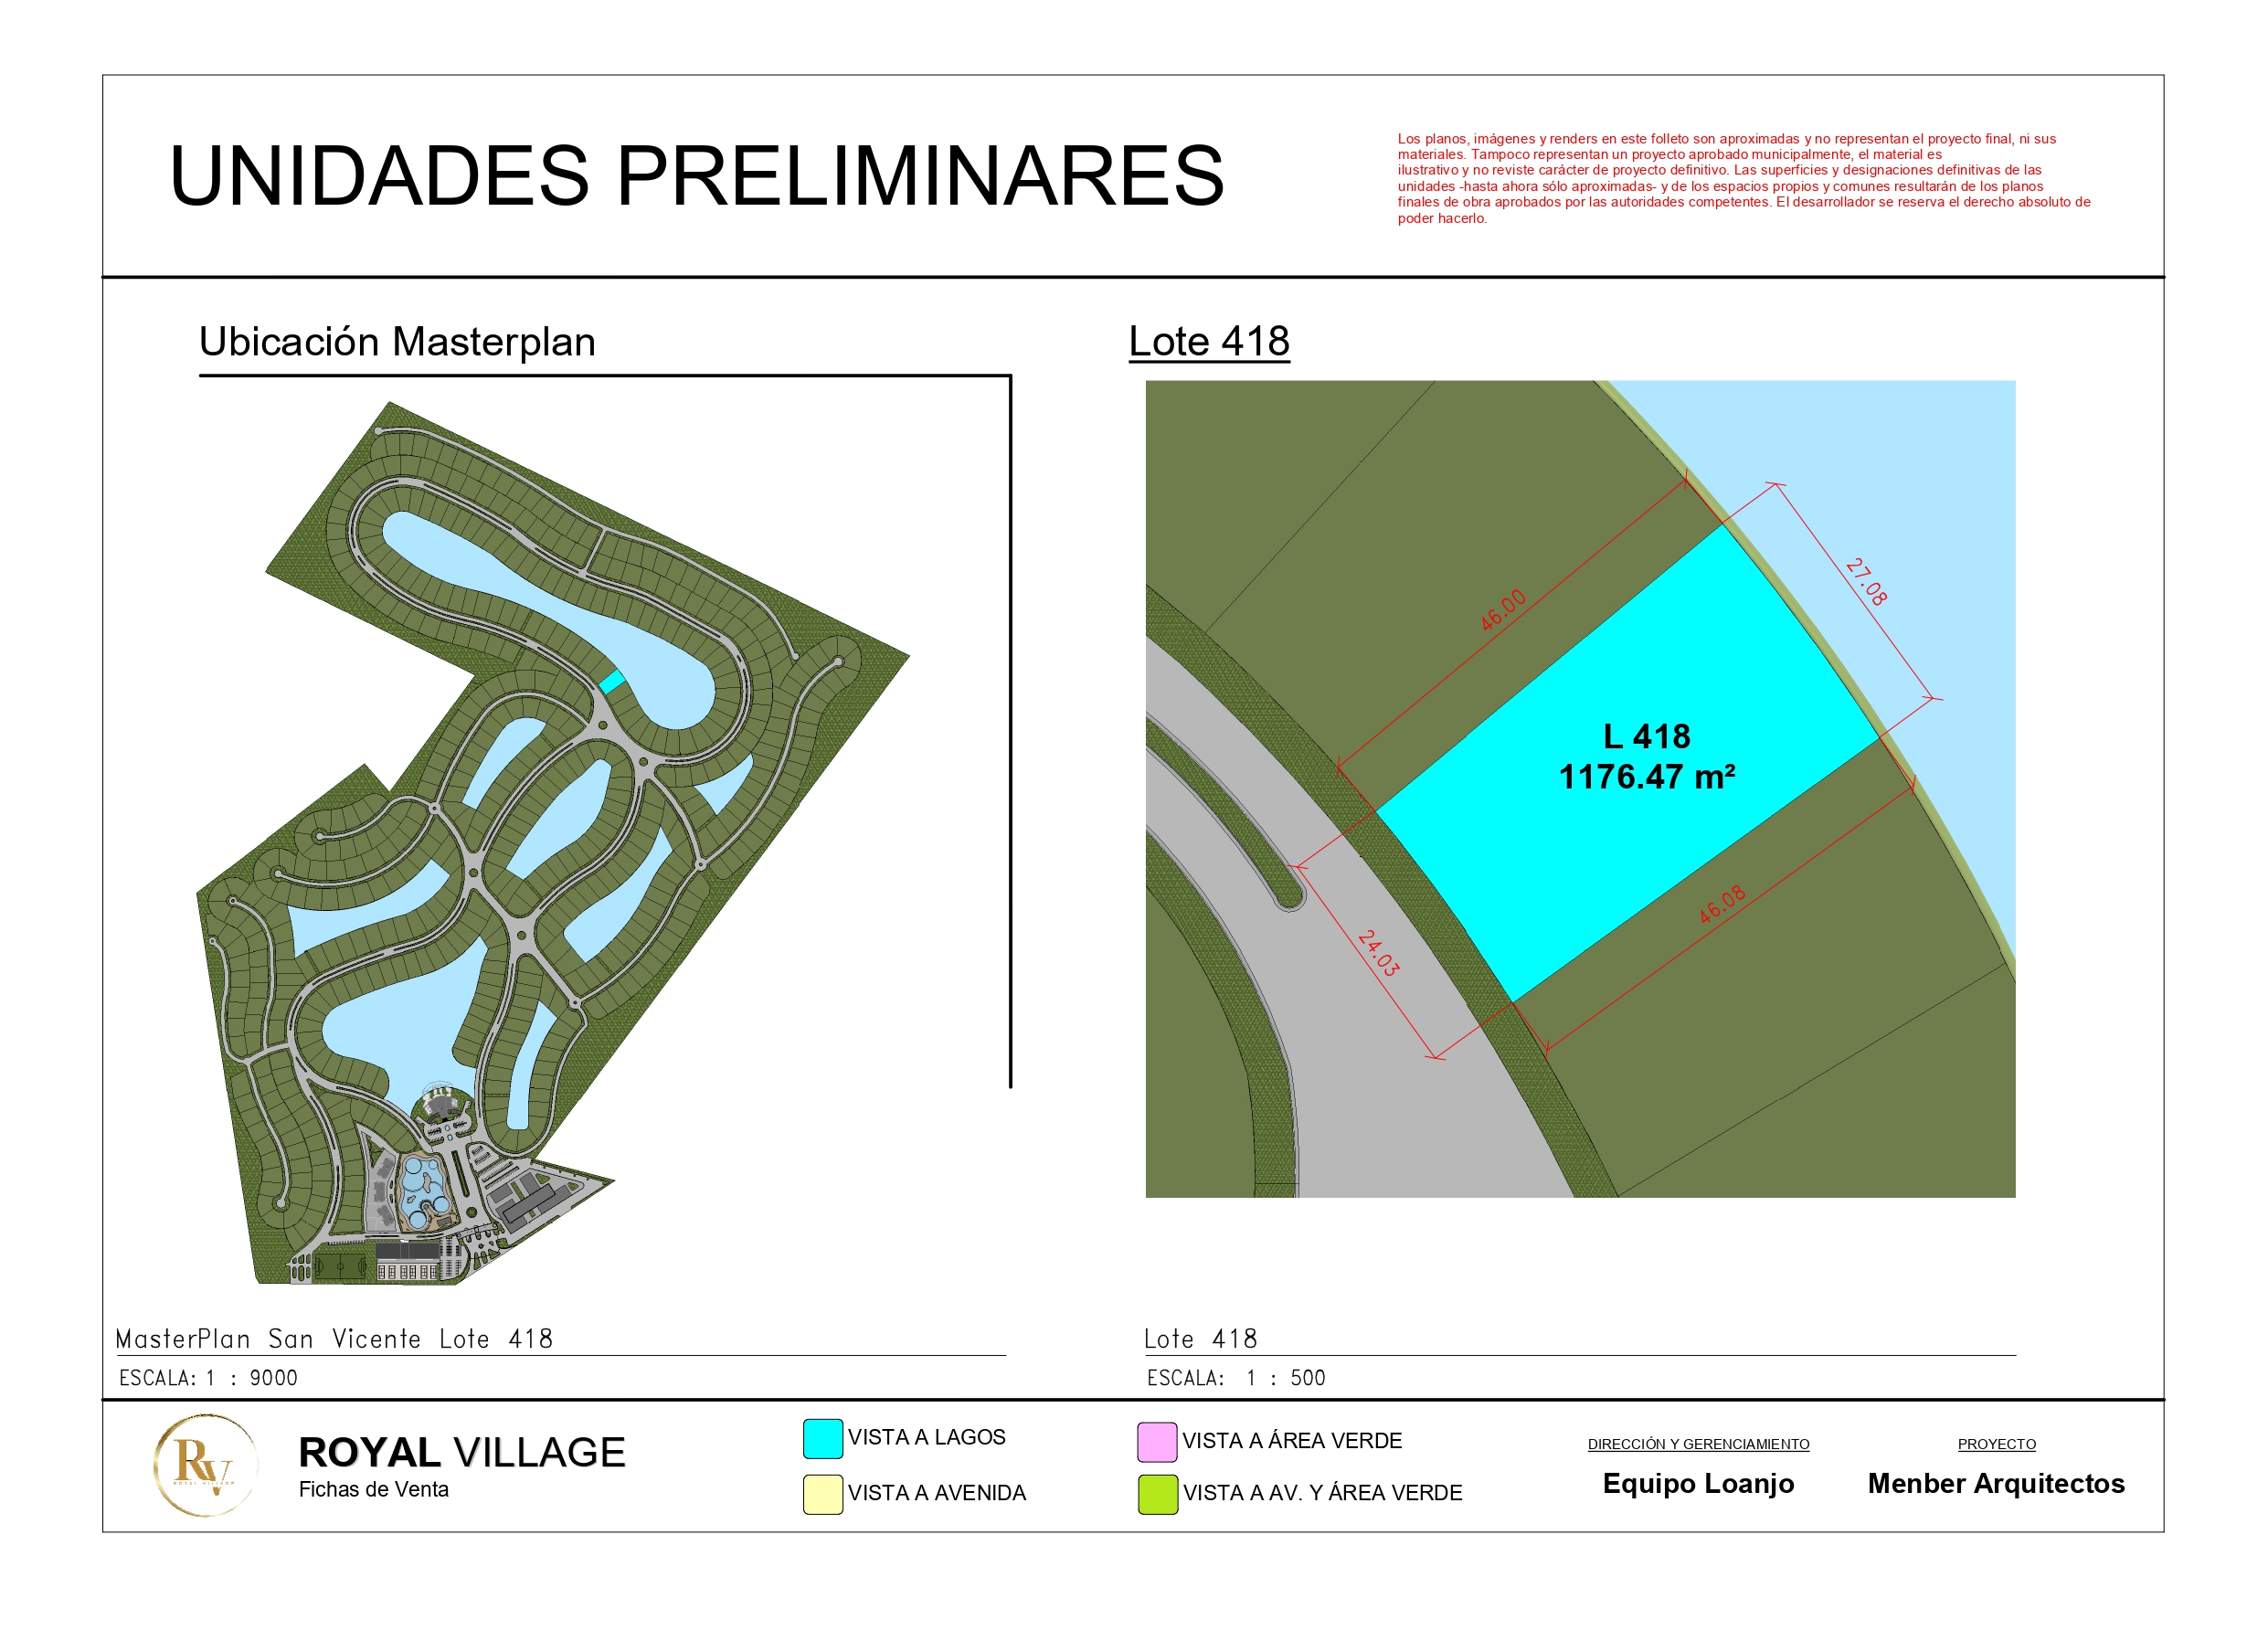 UNIDADES PRELIMINARES
Los planos, imágenes y renders en este folleto son aproximadas y no representan el proyecto final, ni sus
materiales. Tampoco representan un proyecto aprobado municipalmente, el material es
ilustrativo y no reviste carácter de proyecto definitivo. Las superficies y designaciones definitivas de las
unidades -hasta ahora sólo aproximadas- y de los espacios propios y comunes resultarán de los planos
finales de obra aprobados por las autoridades competentes. El desarrollador se reserva el derecho absoluto de
poder hacerlo.
Ubicación Masterplan
Lote 418
46.00
27.08
L 418
1176.47 m²
46.08
24.03
MasterPlan San Vicente Lote 418
ESCALA: 1 : 9000
Lote 418
ESCALA: 1 : 500
RV
ROYAL VILLAGE
ROYAL VILLAGE
Fichas de Venta
VISTA A LAGOS
VISTA A AVENIDA
VISTA A ÁREA VERDE
VISTA A AV. Y ÁREA VERDE
DIRECCIÓN Y GERENCIAMIENTO
Equipo Loanjo
PROYECTO
Menber Arquitectos